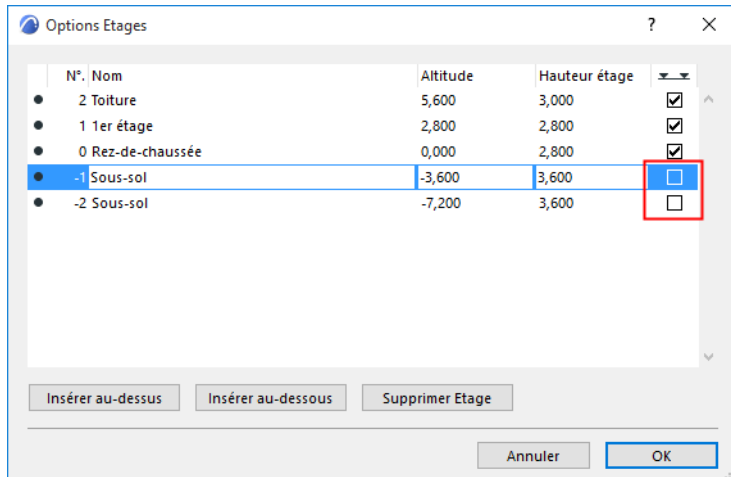 Options Etages
N°. Nom Altitude Hauteur étage
2 Toiture 5,600 3,000
1 1er étage 2,800 2,800
0 Rez-de-chaussée 0,000 2,800
-1 Sous-sol -3,600 3,600
-2 Sous-sol -7,200 3,600
Insérer au-dessus Insérer au-dessous Supprimer Etage
Annuler OK